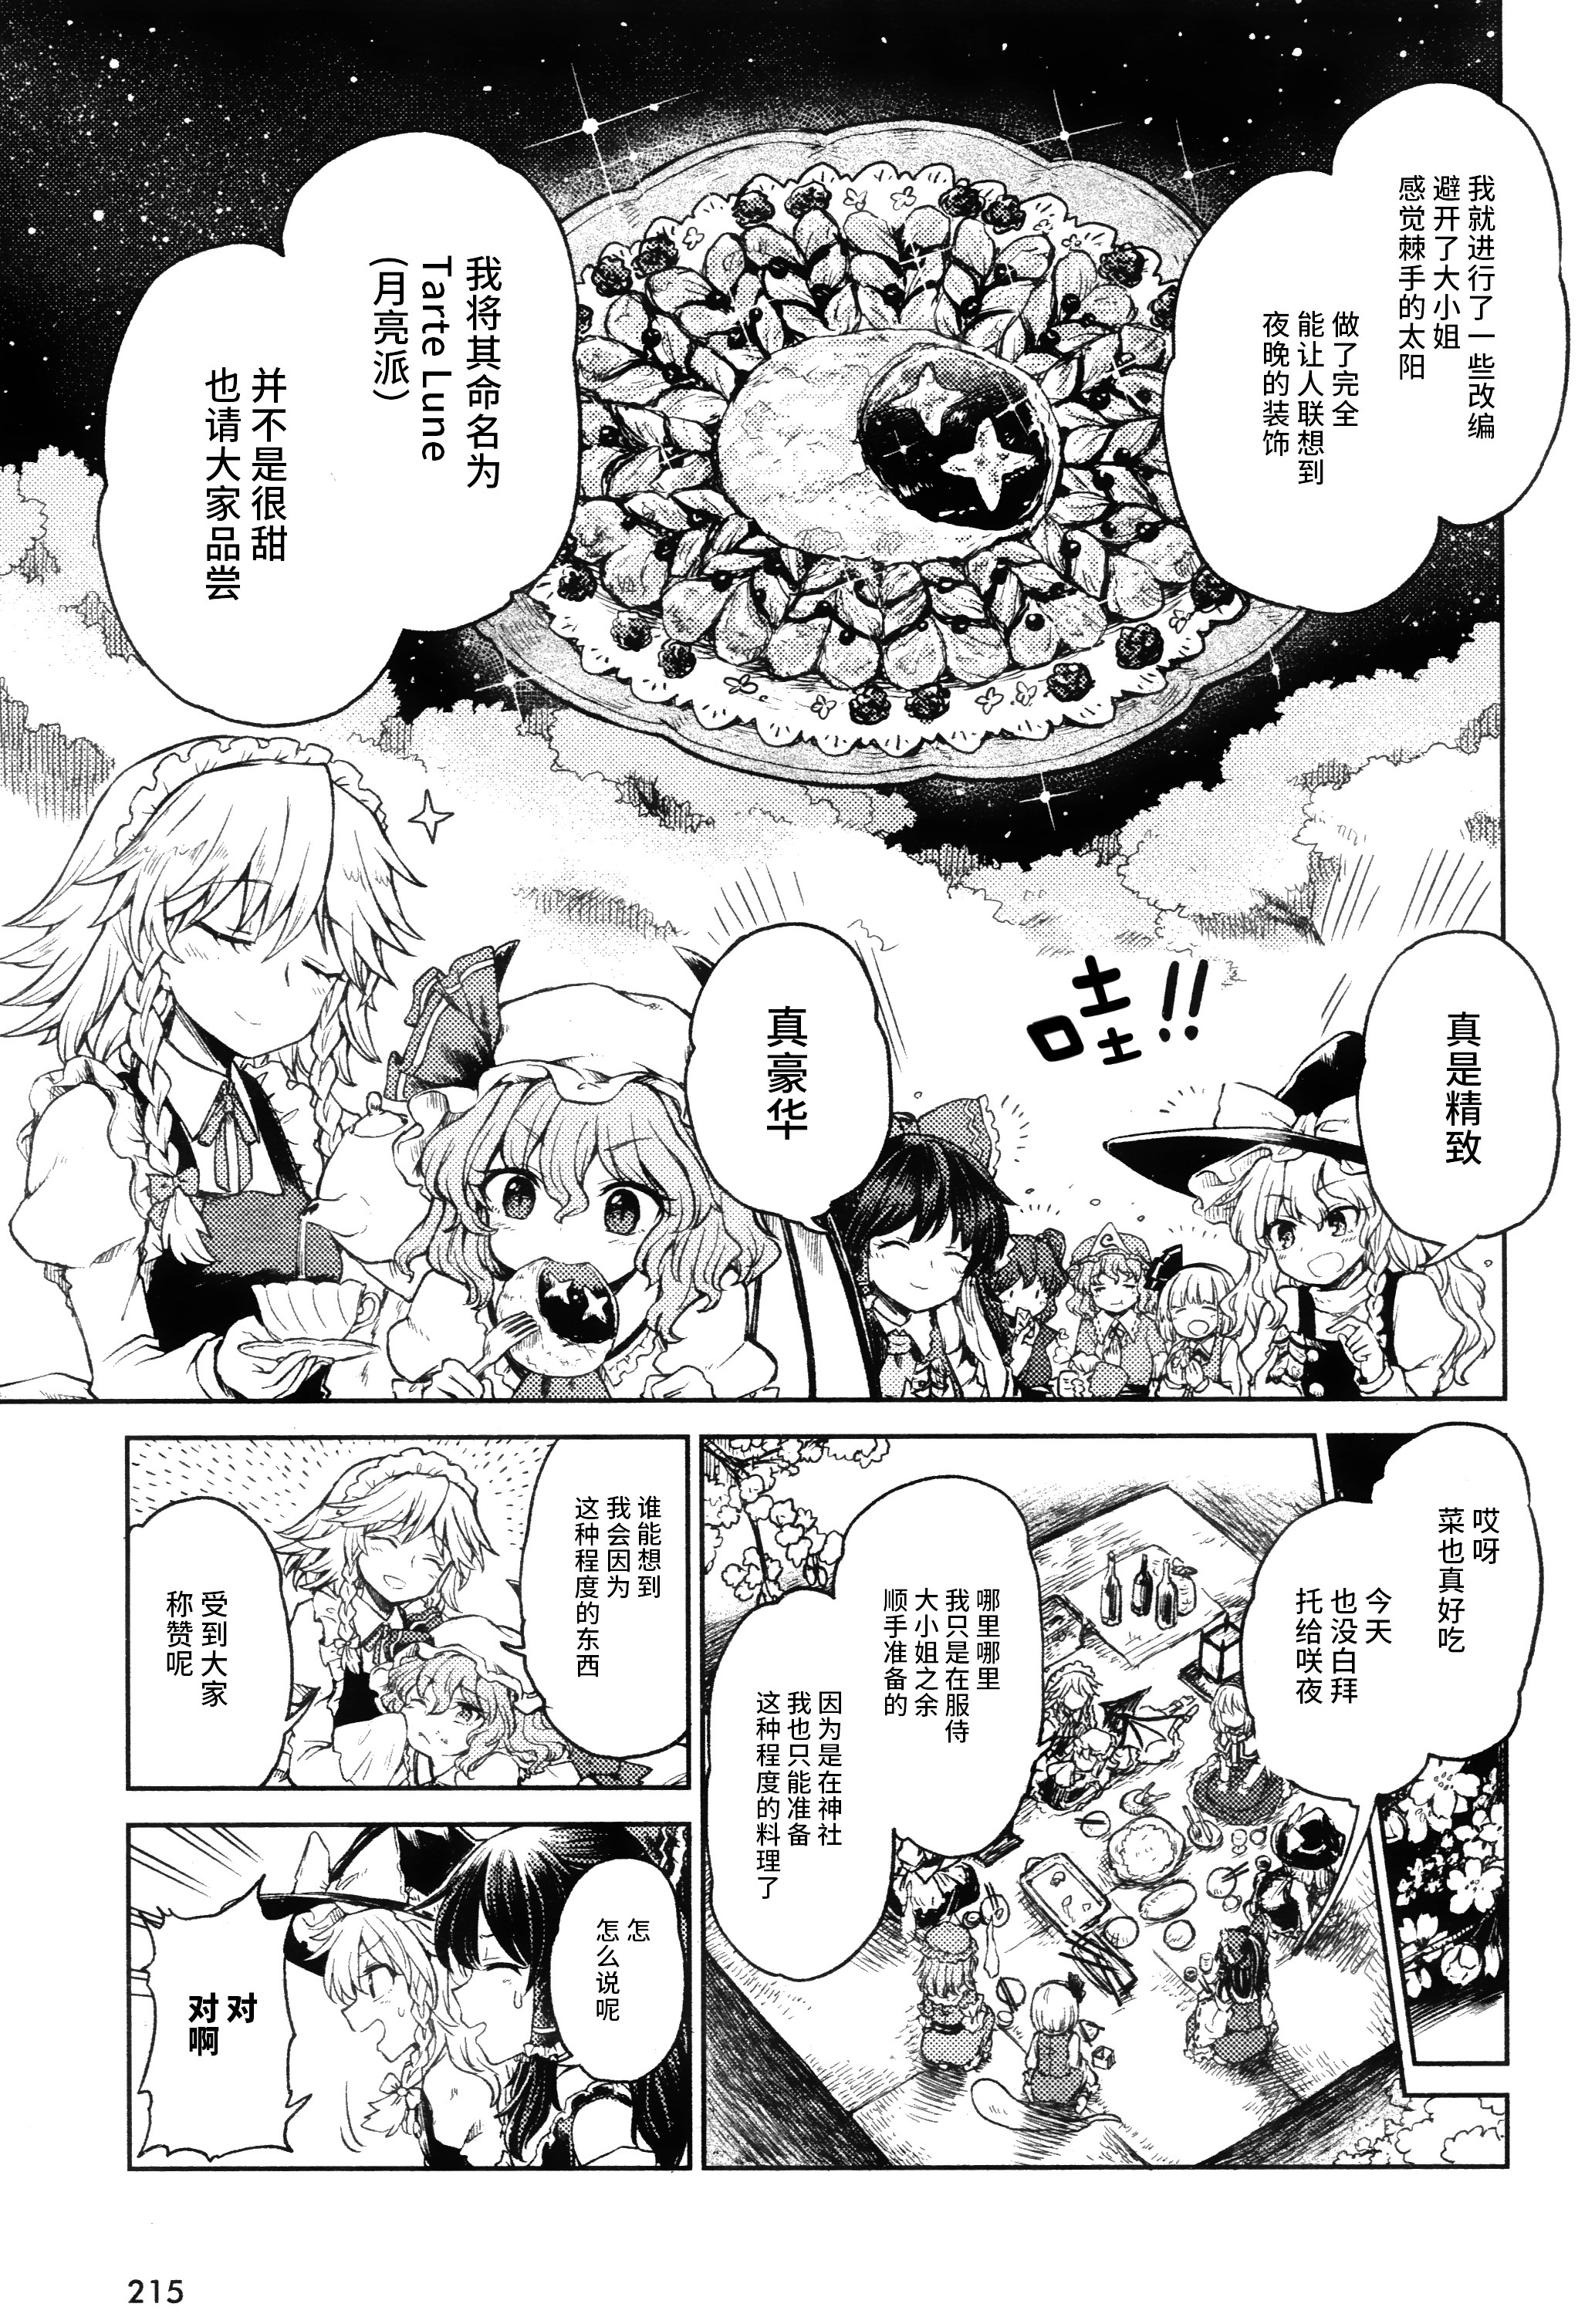 我就进行了一些改编
避开了大小姐
感觉棘手的太阳
做了完全
能让人联想到
夜晚的装饰
我将其命名为
Tarte Lune
(月亮派)
并不是很甜
也请大家品尝
真是精致
哇!!
真豪华
哎呀
菜也真好吃
今天
也没白拜
托给咲夜
哪里哪里
我只是在服侍
大小姐之余
顺手准备的
因为是在神社
我也只能准备
这种程度的料理了
谁能想到
我会因为
这种程度的东西
受到大家
称赞呢
怎
怎么说呢
对
对啊
215